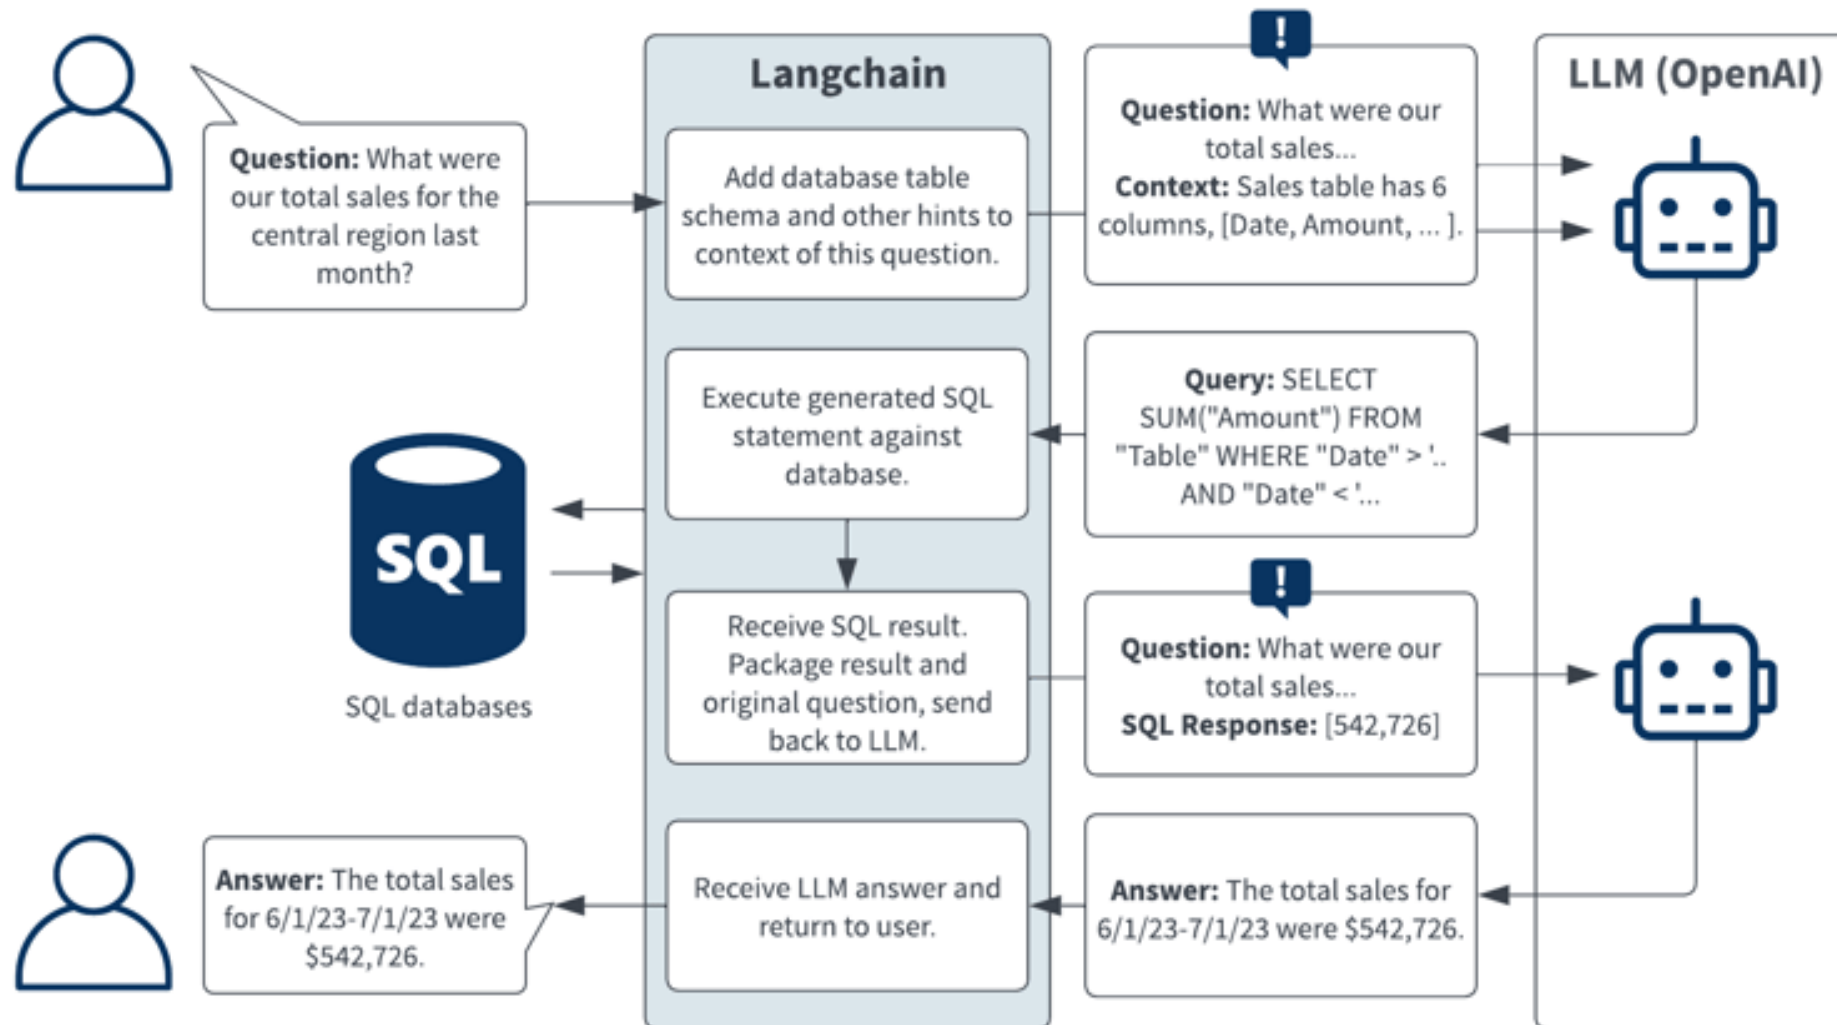 Langchain
LLM (OpenAI)
Question: What were
our total sales for the
central region last
month?
Add database table
schema and other hints to
context of this question.
!
Question: What were our
total sales...
Context: Sales table has 6
columns, [Date, Amount, ... ].
Execute generated SQL
statement against
database.
Query: SELECT
SUM("Amount") FROM
"Table" WHERE "Date" > '..
AND "Date" < '...
SQL
SQL databases
Receive SQL result.
Package result and
original question, send
back to LLM.
!
Question: What were our
total sales...
SQL Response: [542,726]
Answer: The total sales
for 6/1/23-7/1/23 were
$542,726.
Receive LLM answer and
return to user.
Answer: The total sales for
6/1/23-7/1/23 were $542,726.